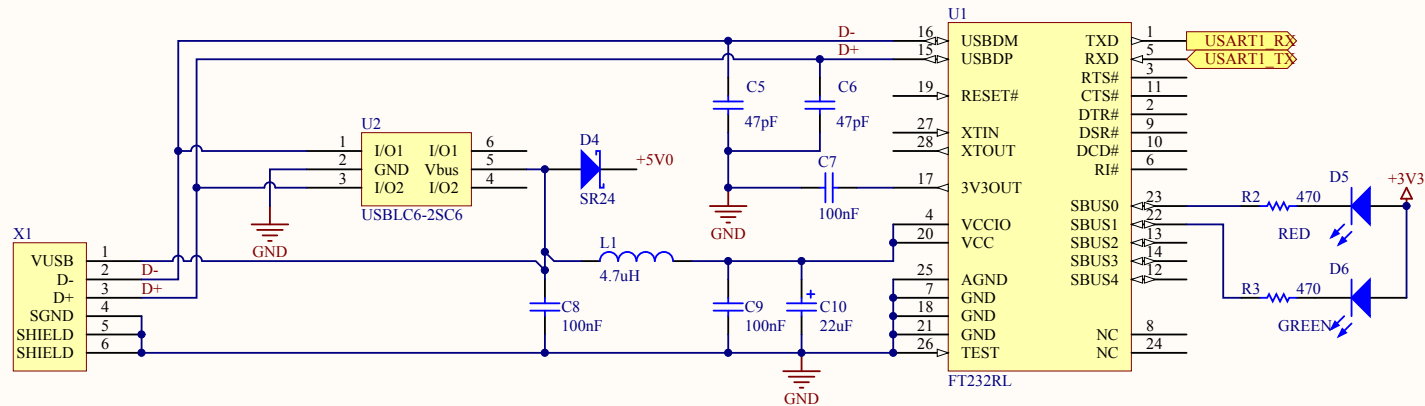 U1
D- 16 USBDM TXD 1 USART1_RX
D+ 15 USBDP RXD 5 USART1_TX
RTS# 3
C5 C6 19 RESET# CTS# 11
47pF 47pF DTR# 2
U2 27 XTIN DSR# 9
1 I/O1 I/O1 6 D4 28 XTOUT DCD# 10
2 GND Vbus 5 +5V0 C7 RI# 6
3 I/O2 I/O2 4 SR24 100nF 17 3V3OUT
USBLC6-2SC6 SBUS0 23 R2 470 D5 +3V3
GND GND 4 VCCIO SBUS1 22 RED
X1 20 VCC SBUS2 13
VUSB 1 L1 SBUS3 14
D- 2 D- 4.7uH 25 AGND SBUS4 12 D6
D+ 3 D+ 7 GND R3 470
SGND 4 C8 C9 + C10 18 GND GREEN
SHIELD 5 100nF 100nF 22uF 21 GND NC 8
SHIELD 6 26 TEST NC 24
GND FT232RL